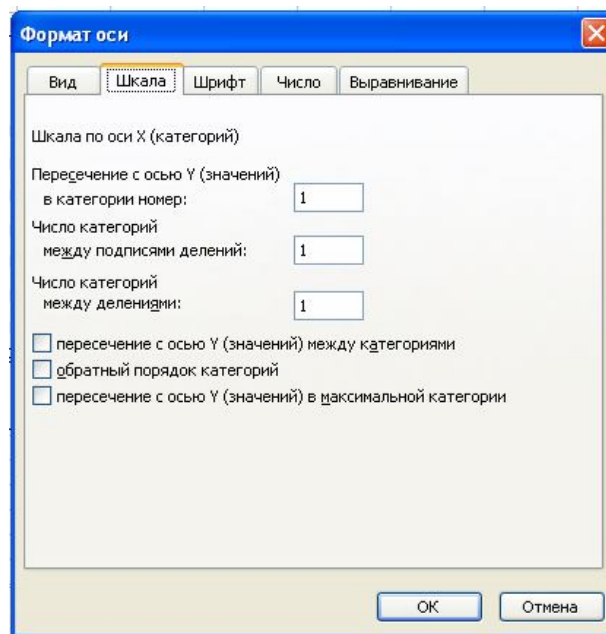 Формат оси
Вид Шкала Шрифт Число Выравнивание
Шкала по оси X (категорий)
Пересечение с осью Y (значений)
в категории номер: 1
Число категорий
между подписями делений: 1
Число категорий
между делениями: 1
пересечение с осью Y (значений) между категориями
обратный порядок категорий
пересечение с осью Y (значений) в максимальной категории
ОК Отмена